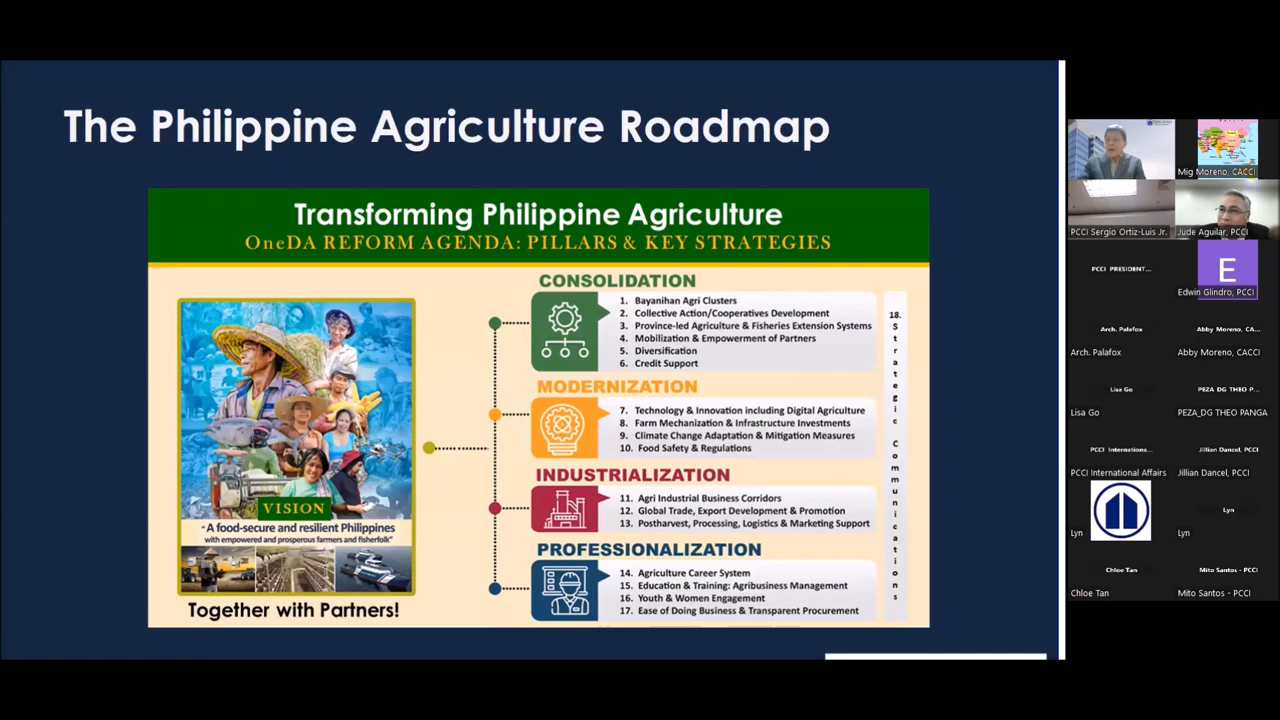 The Philippine Agriculture Roadmap
Transforming Philippine Agriculture
OneDA REFORM AGENDA: PILLARS & KEY STRATEGIES
VISION
"A food-secure and resilient Philippines
with empowered and prosperous farmers and fisherfolk"
Together with Partners!
CONSOLIDATION
1. Bayanihan Agri Clusters
2. Collective Action/Cooperatives Development
3. Province-led Agriculture & Fisheries Extension Systems
4. Mobilization & Empowerment of Partners
5. Diversification
6. Credit Support
MODERNIZATION
7. Technology & Innovation including Digital Agriculture
8. Farm Mechanization & Infrastructure Investments
9. Climate Change Adaptation & Mitigation Measures
10. Food Safety & Regulations
INDUSTRIALIZATION
11. Agri Industrial Business Corridors
12. Global Trade, Export Development & Promotion
13. Postharvest, Processing, Logistics & Marketing Support
PROFESSIONALIZATION
14. Agriculture Career System
15. Education & Training: Agribusiness Management
16. Youth & Women Engagement
17. Ease of Doing Business & Transparent Procurement
18. Strategic Communications
Mig Moreno, CACCI
PCCI Sergio Ortiz-Luis Jr.
Jude Aguilar, PCCI
PCCI PRESIDENT...
E
Edwin Glindro, PCCI
Arch. Palafox
Arch. Palafox
Abby Moreno, CA...
Abby Moreno, CACCI
Lisa Go
Lisa Go
PEZA_DG THEO P...
PEZA_DG THEO PANGA
PCCI Internationa...
PCCI International Affairs
Jillian Dancel, PCCI
Jillian Dancel, PCCI
Lyn
Lyn
Lyn
Chloe Tan
Chloe Tan
Mito Santos - PCCI
Mito Santos - PCCI